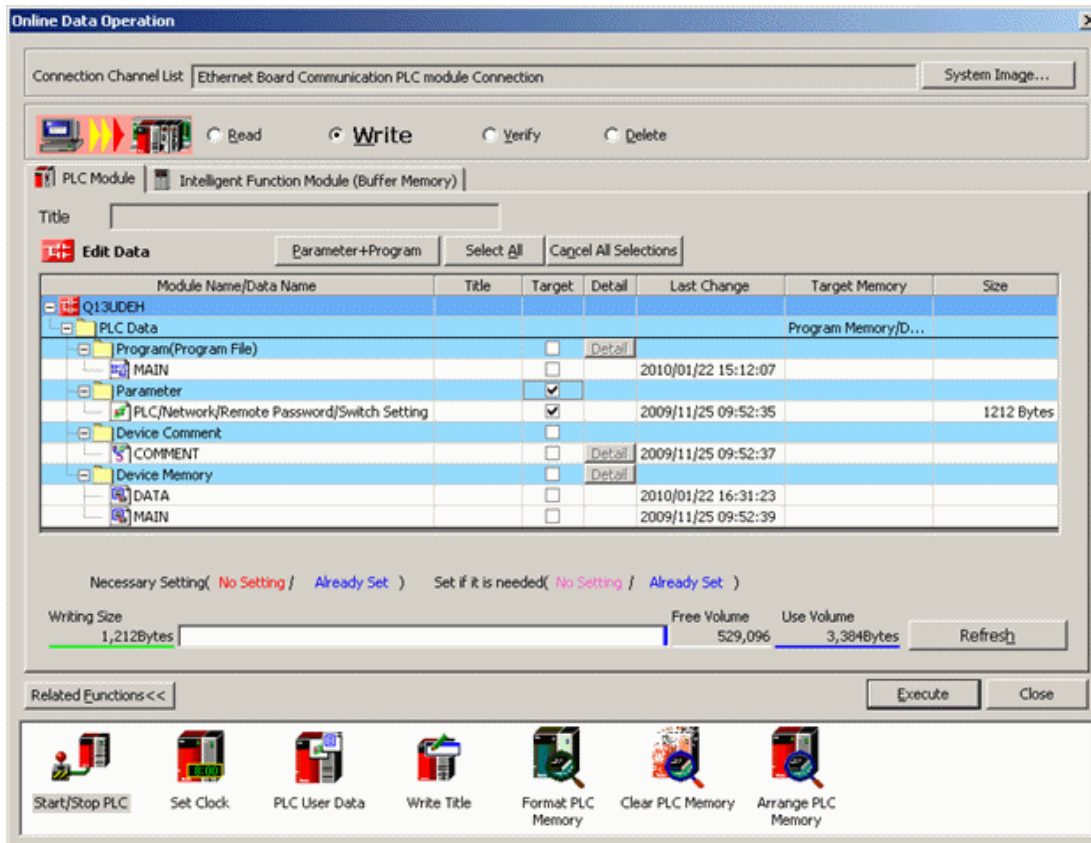 Online Data Operation
Connection Channel List Ethernet Board Communication PLC module Connection System Image...
Read Write Verify Delete
PLC Module Intelligent Function Module (Buffer Memory)
Title
Edit Data Parameter+Program Select All Cancel All Selections
Module Name/Data Name Title Target Detail Last Change Target Memory Size
Q13UDEH
PLC Data Program Memory/D...
Program(Program File) Detail
MAIN 2010/01/22 15:12:07
Parameter
PLC/Network/Remote Password/Switch Setting 2009/11/25 09:52:35 1212 Bytes
Device Comment
COMMENT Detail 2009/11/25 09:52:37
Device Memory Detail
DATA 2010/01/22 16:31:23
MAIN 2009/11/25 09:52:39
Necessary Setting( No Setting / Already Set ) Set if it is needed( No Setting / Already Set )
Writing Size Free Volume Use Volume
1,212Bytes 529,096 3,384Bytes Refresh
Related Functions<< Execute Close
8:00
Start/Stop PLC Set Clock PLC User Data Write Title Format PLC Clear PLC Memory Arrange PLC
Memory Memory